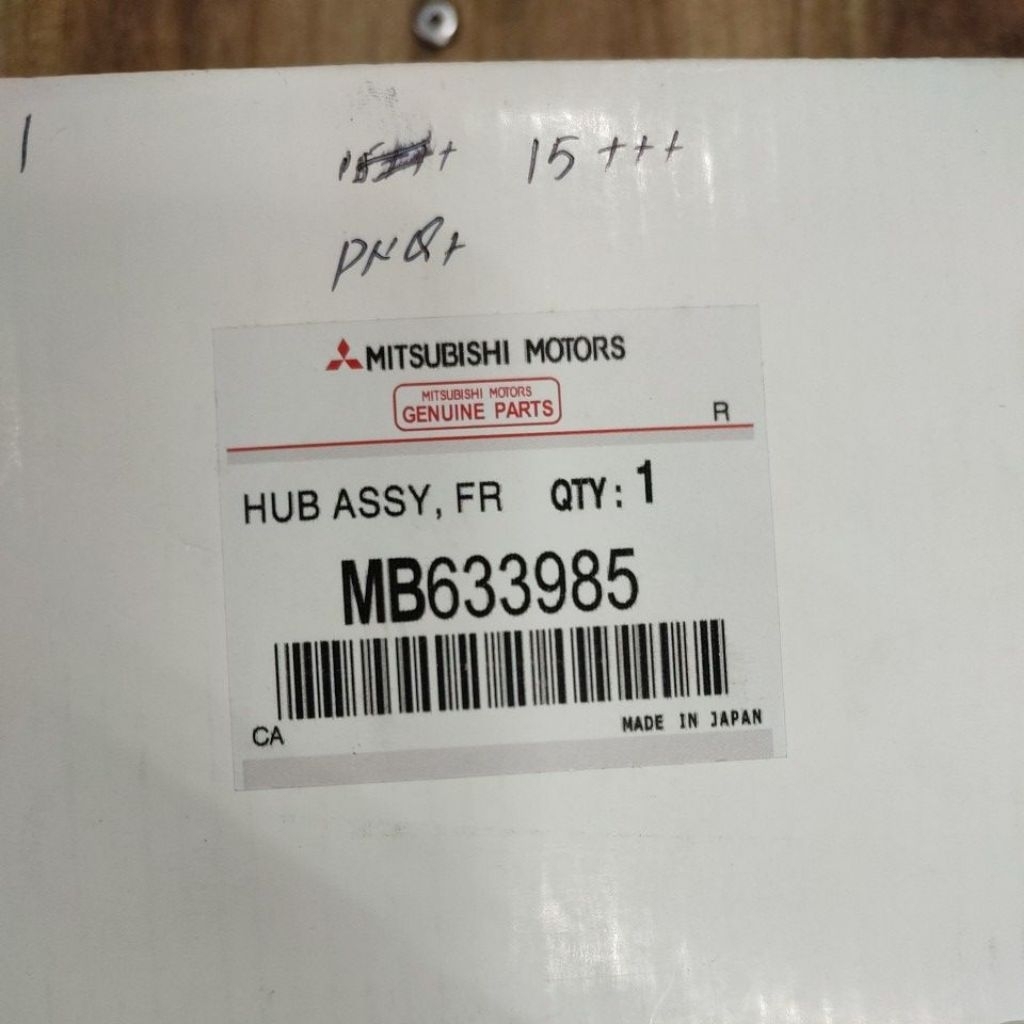 1
15+++
MITSUBISHI MOTORS
MITSUBISHI MOTORS
GENUINE PARTS
R
HUB ASSY, FR QTY: 1
MB633985
CA
MADE IN JAPAN